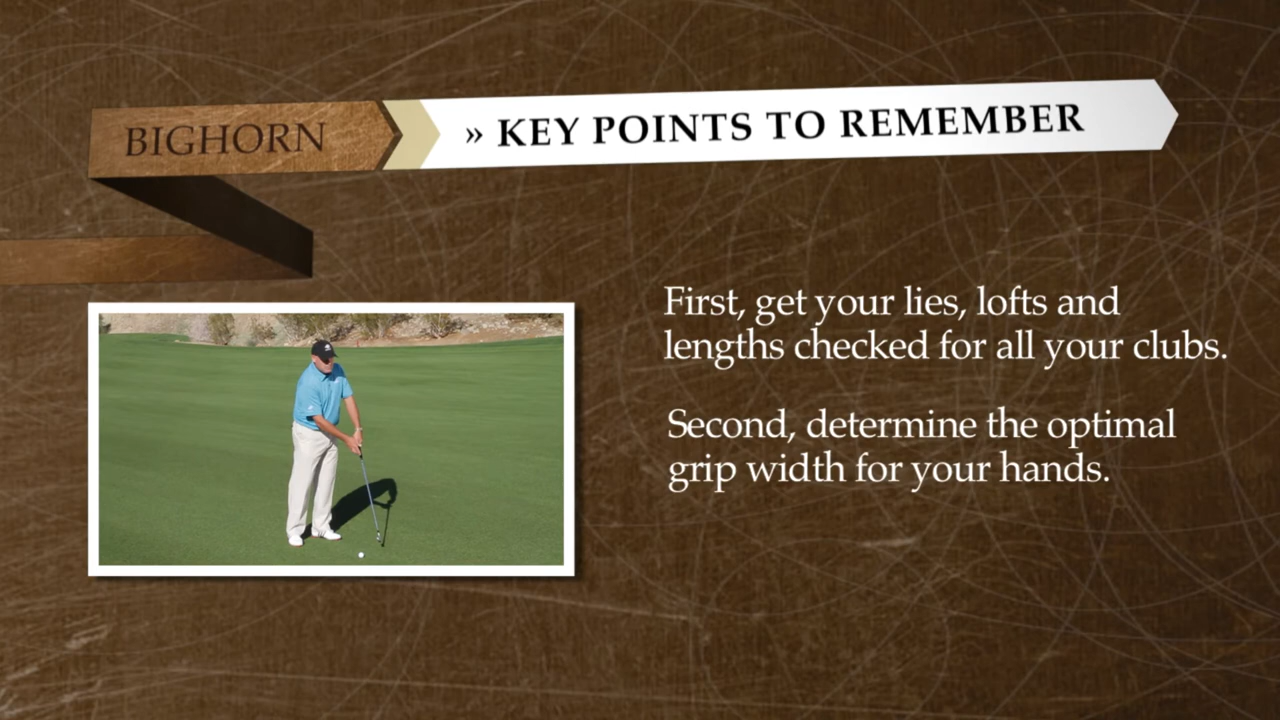 BIGHORN
» KEY POINTS TO REMEMBER
First, get your lies, lofts and
lengths checked for all your clubs.
Second, determine the optimal
grip width for your hands.